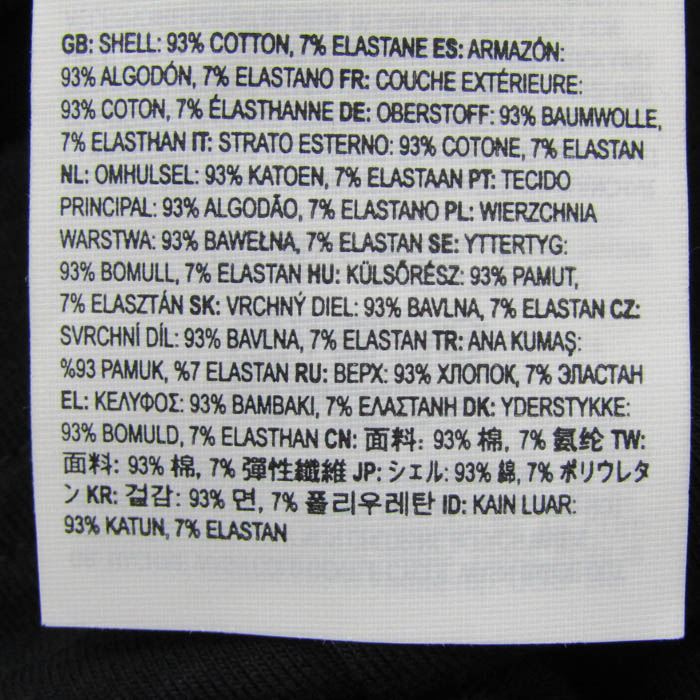 GB: SHELL: 93% COTTON, 7% ELASTANE ES: ARMAZÓN:
93% ALGODÓN, 7% ELASTANO FR: COUCHE EXTÉRIEURE:
93% COTON, 7% ÉLASTHANNE DE: OBERSTOFF: 93% BAUMWOLLE,
7% ELASTHAN IT: STRATO ESTERNO: 93% COTONE, 7% ELASTAN
NL: OMHULSEL: 93% KATOEN, 7% ELASTAAN PT: TECIDO
PRINCIPAL: 93% ALGODÃO, 7% ELASTANO PL: WIERZCHNIA
WARSTWA: 93% BAWEŁNA, 7% ELASTAN SE: YTTERTYG:
93% BOMULL, 7% ELASTAN HU: KÜLSŐRÉSZ: 93% PAMUT,
7% ELASZTÁN SK: VRCHNÝ DIEL: 93% BAVLNA, 7% ELASTAN CZ:
SVRCHNÍ DÍL: 93% BAVLNA, 7% ELASTAN TR: ANA KUMAŞ:
%93 PAMUK, %7 ELASTAN RU: ВЕРХ: 93% ХЛОПОК, 7% ЭЛАСТАН
EL: ΚΕΛΥΦΟΣ: 93% ΒΑΜΒΑΚΙ, 7% ΕΛΑΣΤΑΝΗ DK: YDERSTYKKE:
93% BOMULD, 7% ELASTHAN CN: 面料: 93% 棉, 7% 氨纶 TW:
面料: 93% 棉, 7% 彈性纖維 JP: シェル: 93% 綿, 7% ポリウレタ
ン KR: 겉감: 93% 면, 7% 폴리우레탄 ID: KAIN LUAR:
93% KATUN, 7% ELASTAN